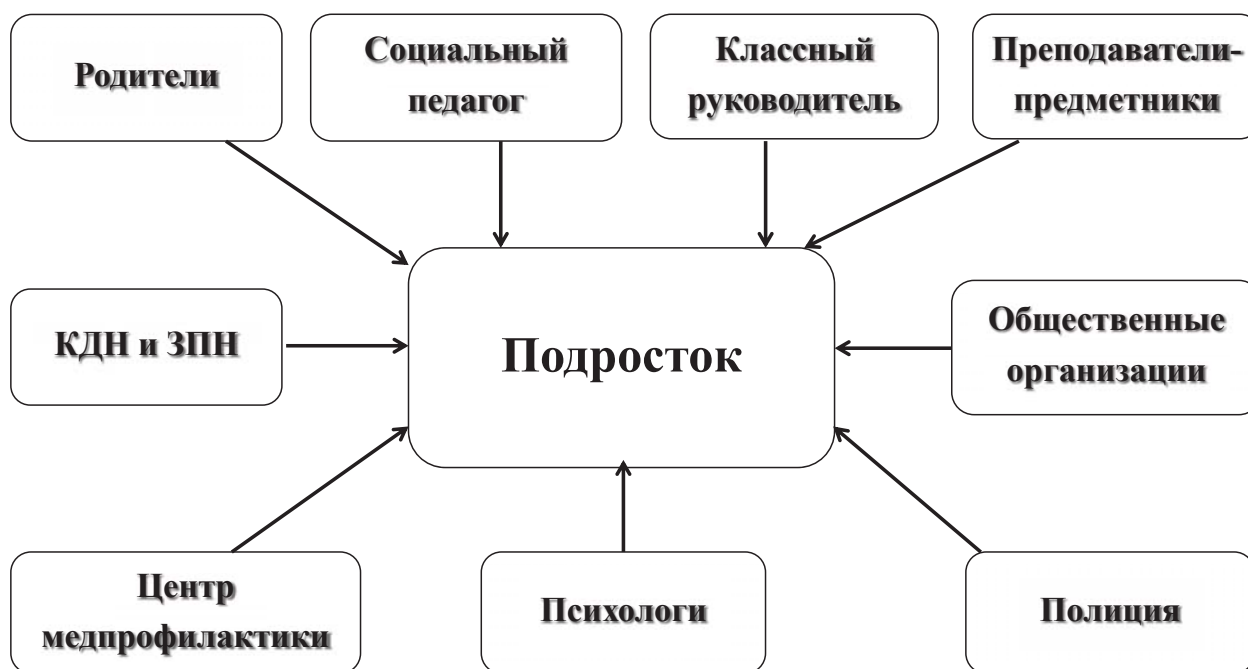 Родители
Социальный
педагог
Классный
руководитель
Преподаватели-
предметники
КДН и ЗПН
Подросток
Общественные
организации
Центр
медпрофилактики
Психологи
Полиция